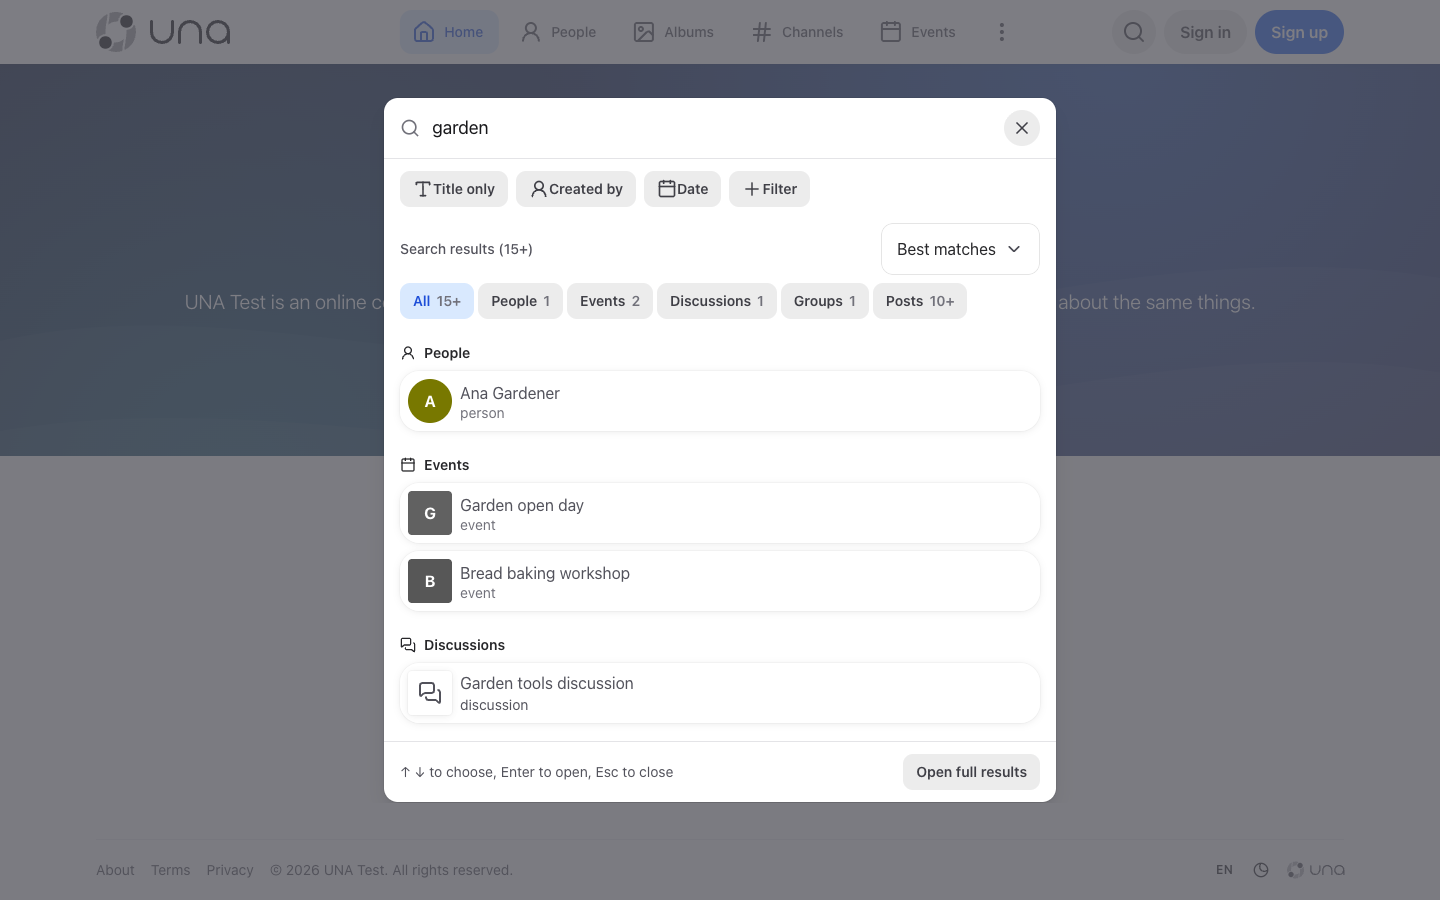 una Home People Albums Channels Events Sign in Sign up
garden
Title only Created by Date Filter
Search results (15+) Best matches
All 15+ People 1 Events 2 Discussions 1 Groups 1 Posts 10+
UNA Test is an online c about the same things.
People
A Ana Gardener
person
Events
G Garden open day
event
B Bread baking workshop
event
Discussions
Garden tools discussion
discussion
↑ ↓ to choose, Enter to open, Esc to close Open full results
About Terms Privacy © 2026 UNA Test. All rights reserved. EN una